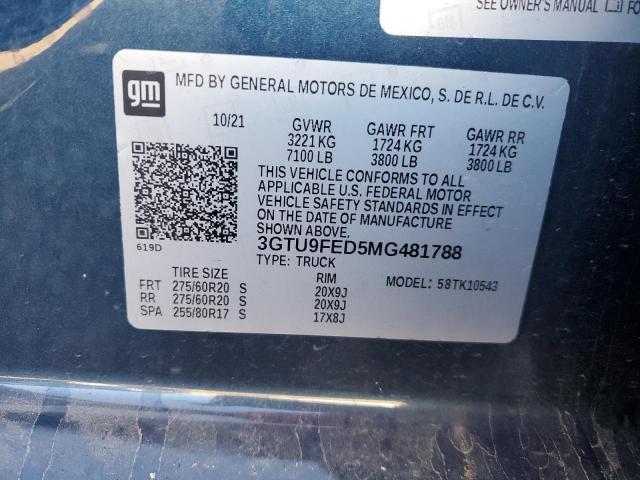 SEE OWNER'S MANUAL
gm
MFD BY GENERAL MOTORS DE MEXICO, S. DE R.L. DE C.V.
10/21 GVWR GAWR FRT GAWR RR
3221 KG 1724 KG 1724 KG
7100 LB 3800 LB 3800 LB
THIS VEHICLE CONFORMS TO ALL
APPLICABLE U.S. FEDERAL MOTOR
VEHICLE SAFETY STANDARDS IN EFFECT
ON THE DATE OF MANUFACTURE
SHOWN ABOVE.
619D 3GTU9FED5MG481788
TYPE: TRUCK
TIRE SIZE RIM MODEL: 58TK10543
FRT 275/60R20 S 20X9J
RR 275/60R20 S 20X9J
SPA 255/80R17 S 17X8J